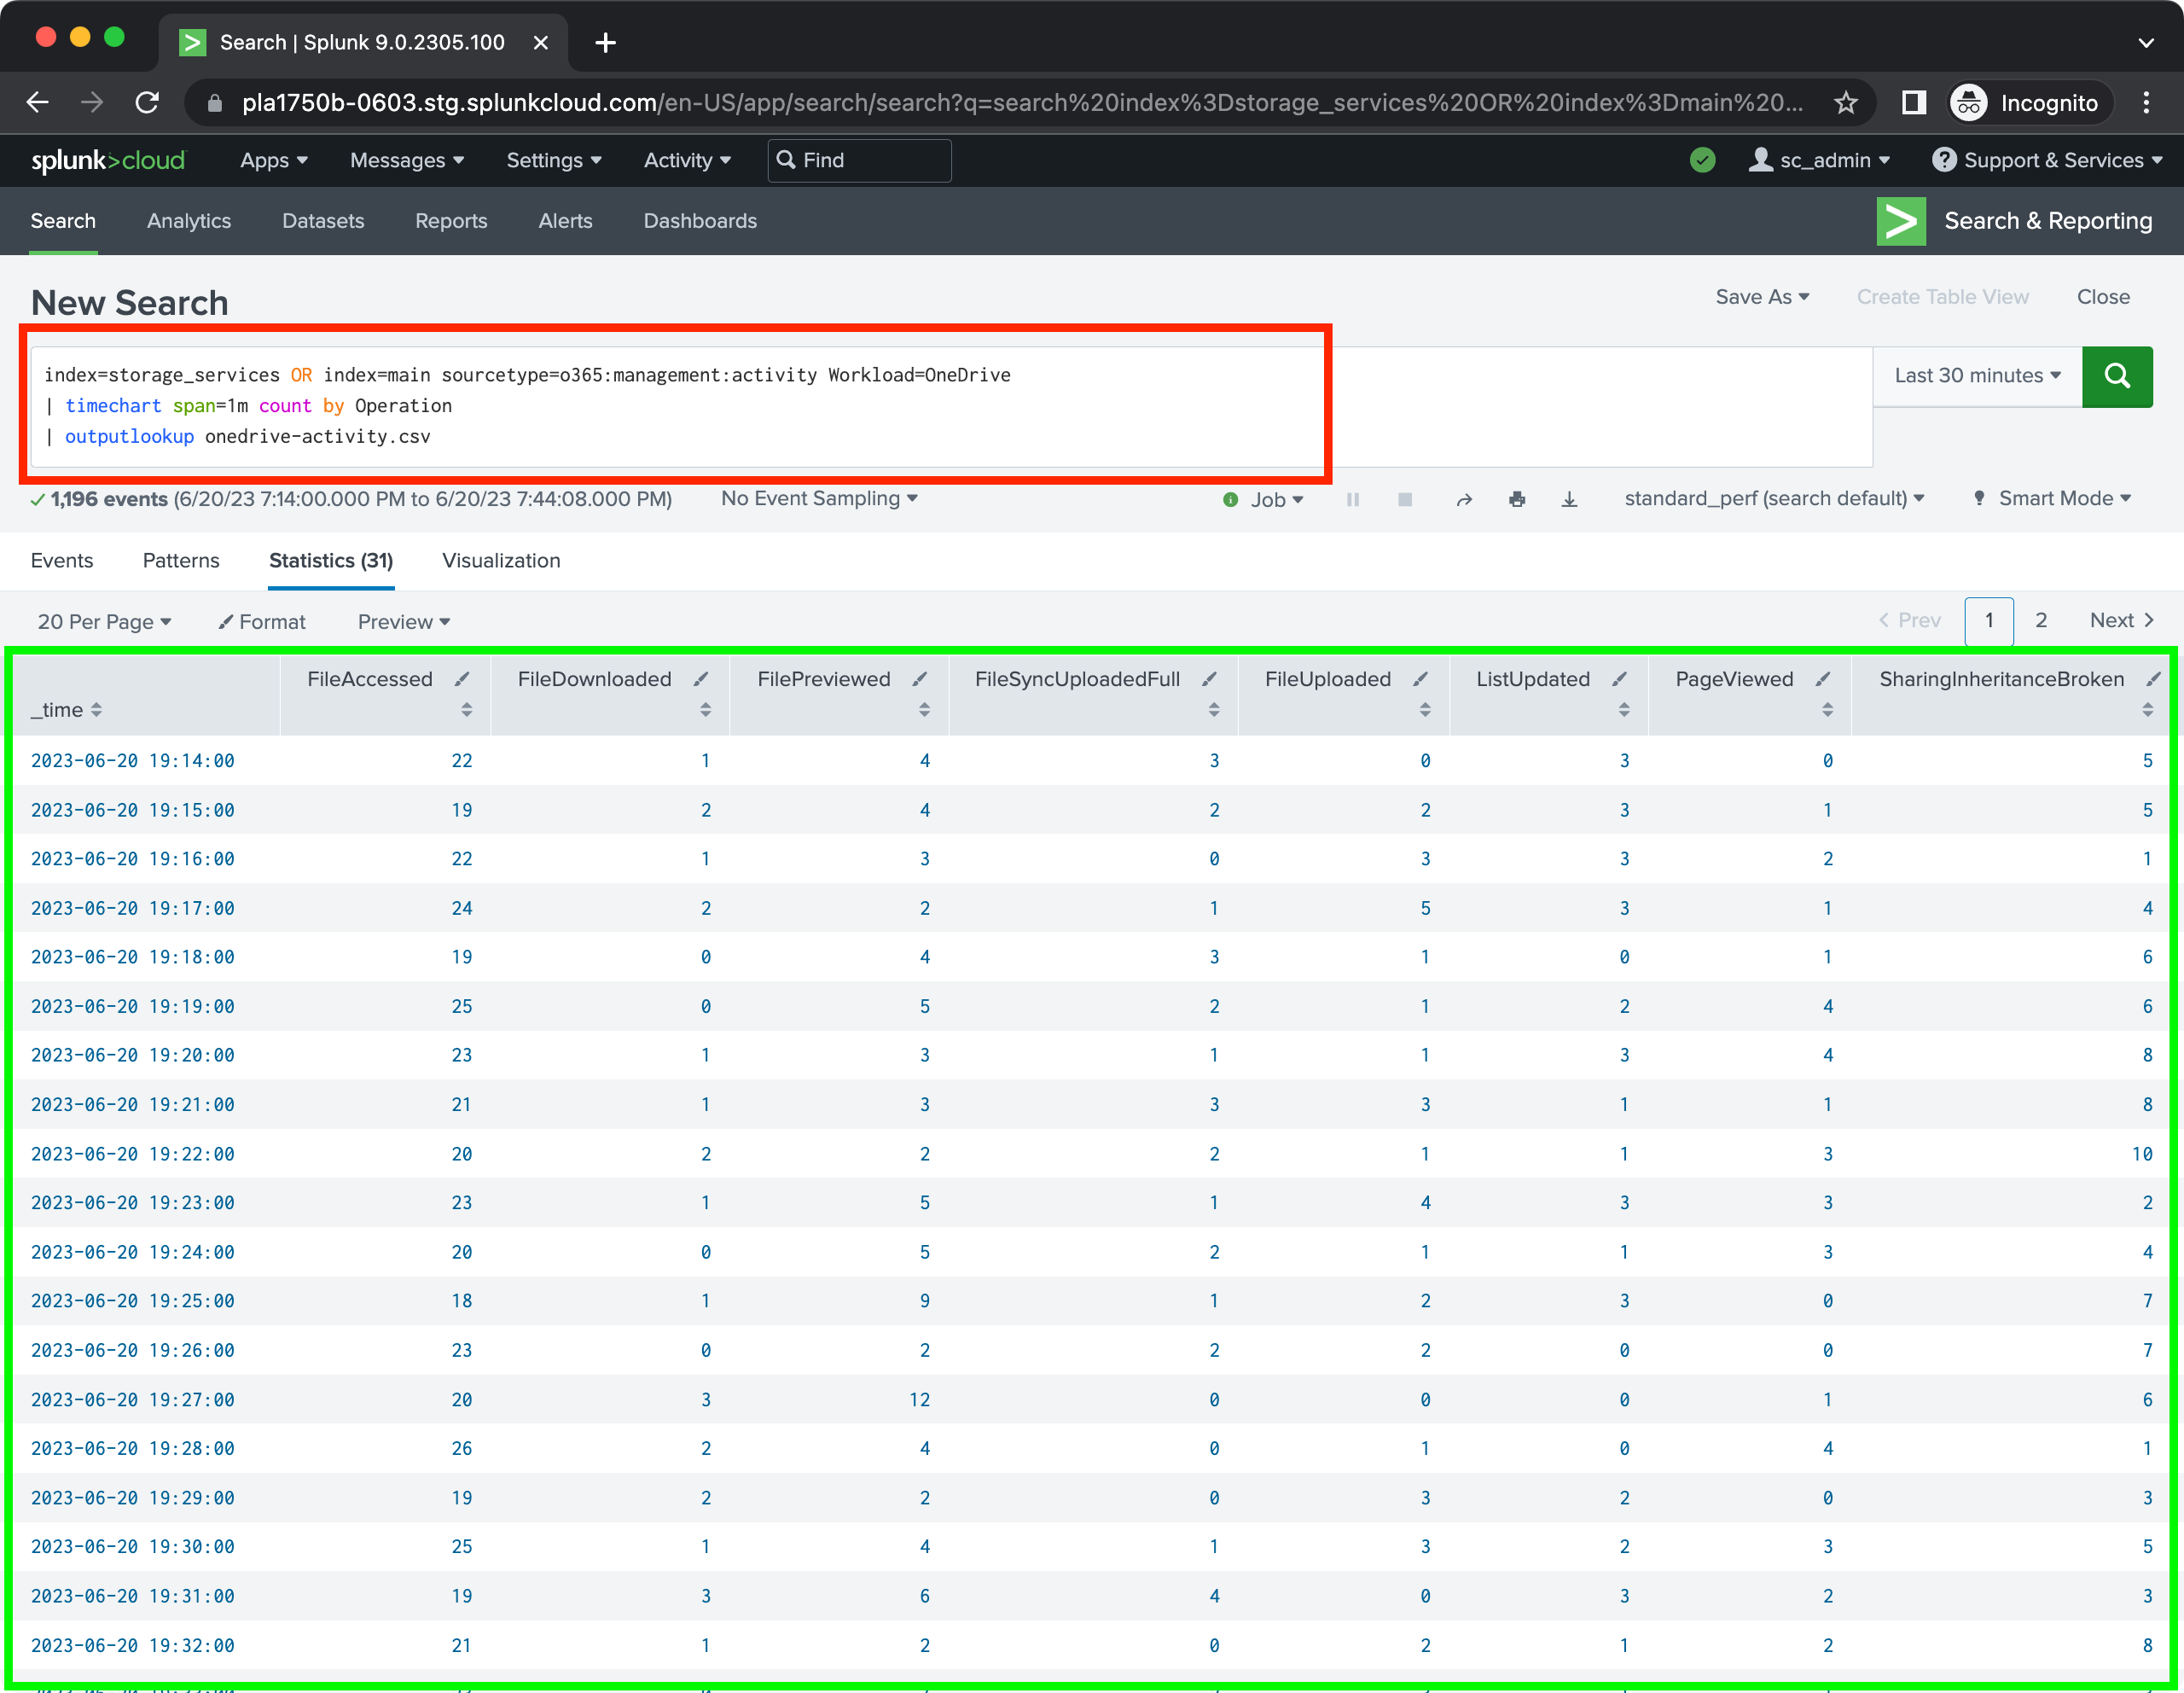 Search | Splunk 9.0.2305.100
pla1750b-0603.stg.splunkcloud.com/en-US/app/search/search?q=search%20index%3Dstorage_services%20OR%20index%3Dmain%20... Incognito
splunk>cloud Apps Messages Settings Activity Find sc_admin Support & Services
Search Analytics Datasets Reports Alerts Dashboards Search & Reporting
New Search Save As Create Table View Close
index=storage_services OR index=main sourcetype=o365:management:activity Workload=OneDrive Last 30 minutes
| timechart span=1m count by Operation
| outputlookup onedrive-activity.csv
1,196 events (6/20/23 7:14:00.000 PM to 6/20/23 7:44:08.000 PM) No Event Sampling Job standard_perf (search default) Smart Mode
Events Patterns Statistics (31) Visualization
20 Per Page Format Preview < Prev 1 2 Next >
_time FileAccessed FileDownloaded FilePreviewed FileSyncUploadedFull FileUploaded ListUpdated PageViewed SharingInheritanceBroken
2023-06-20 19:14:00 22 1 4 3 0 3 0 5
2023-06-20 19:15:00 19 2 4 2 2 3 1 5
2023-06-20 19:16:00 22 1 3 0 3 3 2 1
2023-06-20 19:17:00 24 2 2 1 5 3 1 4
2023-06-20 19:18:00 19 0 4 3 1 0 1 6
2023-06-20 19:19:00 25 0 5 2 1 2 4 6
2023-06-20 19:20:00 23 1 3 1 1 3 4 8
2023-06-20 19:21:00 21 1 3 3 3 1 1 8
2023-06-20 19:22:00 20 2 2 2 1 1 3 10
2023-06-20 19:23:00 23 1 5 1 4 3 3 2
2023-06-20 19:24:00 20 0 5 2 1 1 3 4
2023-06-20 19:25:00 18 1 9 1 2 3 0 7
2023-06-20 19:26:00 23 0 2 2 2 0 0 7
2023-06-20 19:27:00 20 3 12 0 0 0 1 6
2023-06-20 19:28:00 26 2 4 0 1 0 4 1
2023-06-20 19:29:00 19 2 2 0 3 2 0 3
2023-06-20 19:30:00 25 1 4 1 3 2 3 5
2023-06-20 19:31:00 19 3 6 4 0 3 2 3
2023-06-20 19:32:00 21 1 2 0 2 1 2 8